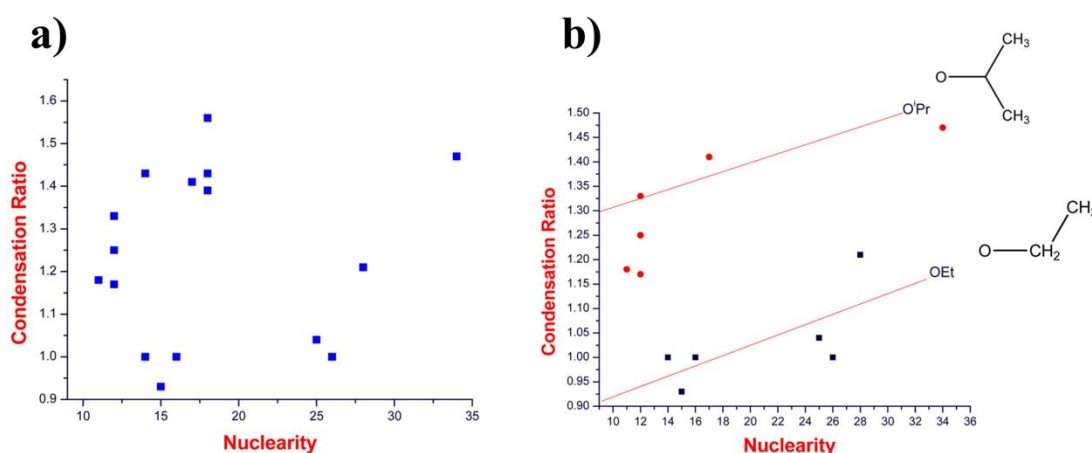 a)
1.6
1.5
1.4
1.3
1.2
1.1
1.0
0.9
10 15 20 25 30 35
Condensation Ratio
Nuclearity
b)
1.50
1.45
1.40
1.35
1.30
1.25
1.20
1.15
1.10
1.05
1.00
0.95
0.90
10 12 14 16 18 20 22 24 26 28 30 32 34 36
Condensation Ratio
Nuclearity
OⁱPr
OEt
CH₃
O
CH₃
CH₃
O
CH₂